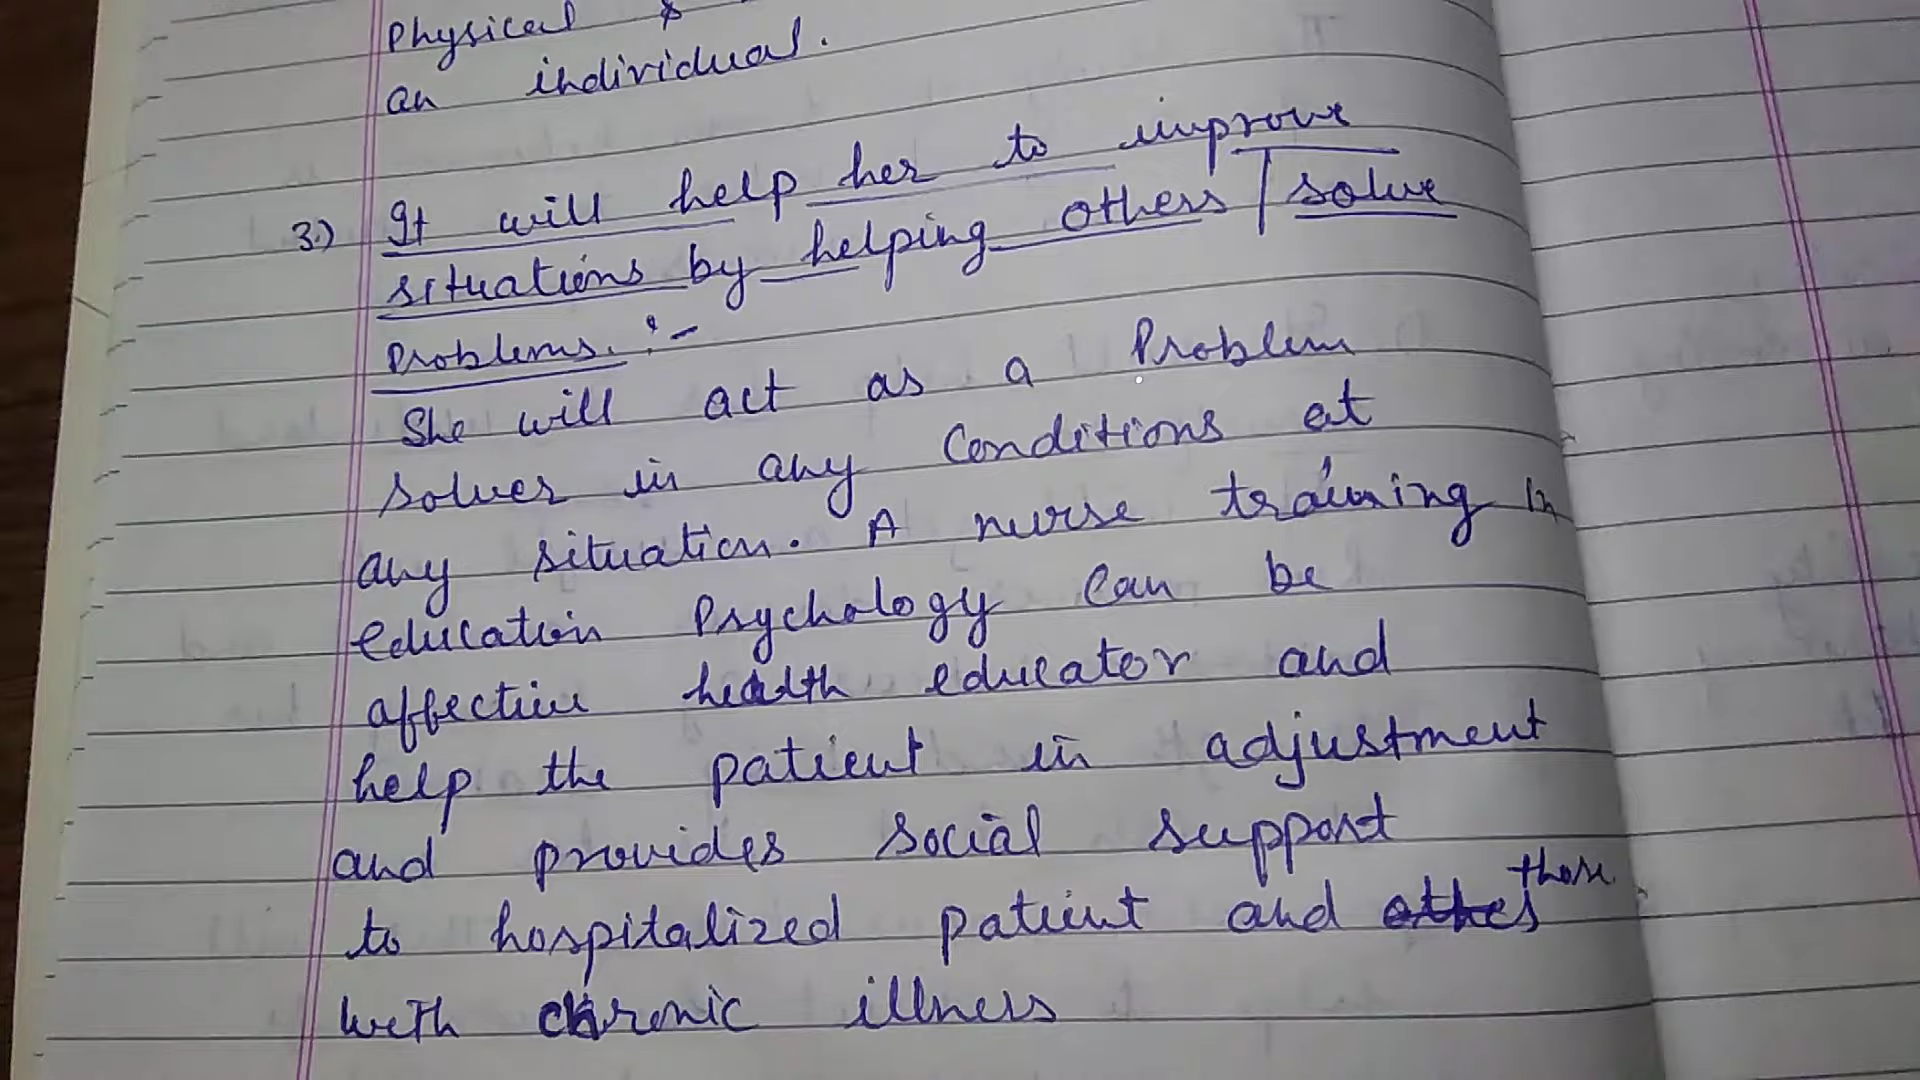 Physical &
an individual.
3.) It will help her to improve
situations by helping others / solve
Problems. :-
She will act as a Problem
solver in any Conditions at
any situation. A nurse training in
education Psychology can be
affective health educator and
help the patient in adjustment
and provides social support
to hospitalized patient and those
with chronic illness